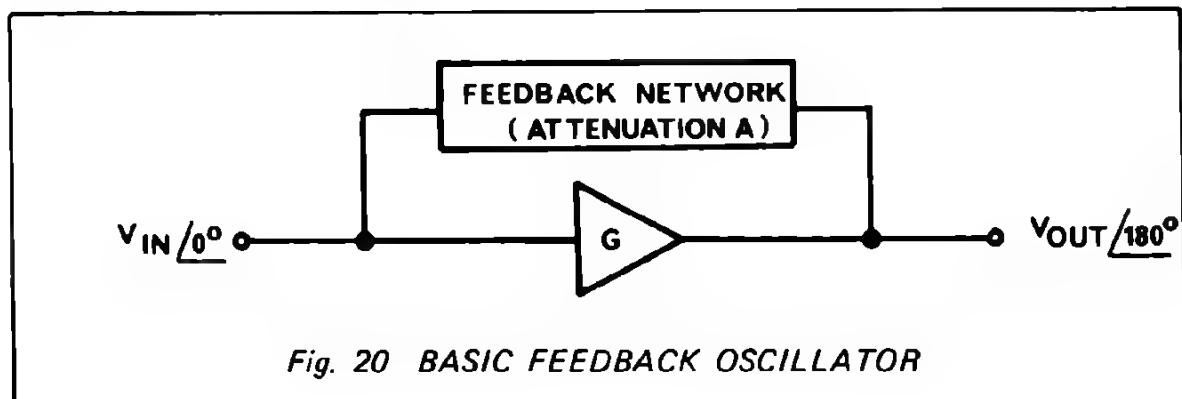 FEEDBACK NETWORK
( ATTENUATION A )
VIN /0°
G
VOUT /180°
Fig. 20 BASIC FEEDBACK OSCILLATOR